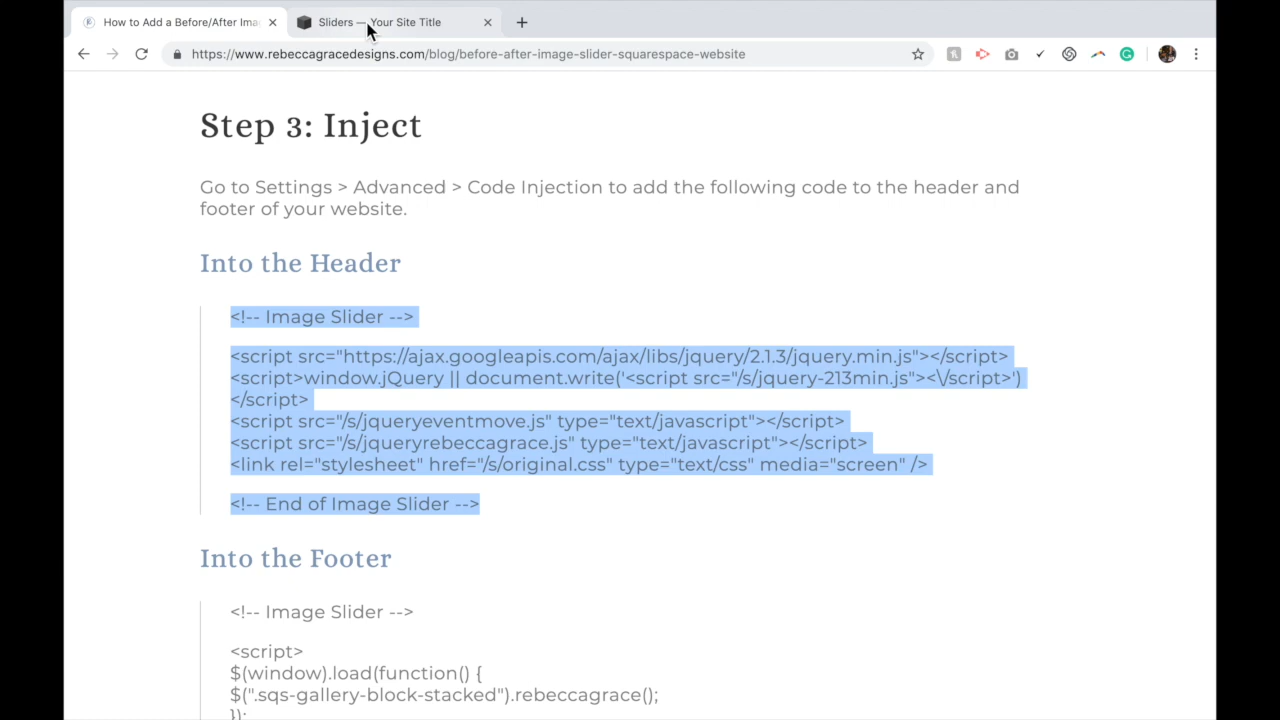 How to Add a Before/After Ima
Sliders — Your Site Title
https://www.rebeccagracedesigns.com/blog/before-after-image-slider-squarespace-website
Step 3: Inject
Go to Settings > Advanced > Code Injection to add the following code to the header and
footer of your website.
Into the Header
<!-- Image Slider -->
<script src="https://ajax.googleapis.com/ajax/libs/jquery/2.1.3/jquery.min.js"></script>
<script>window.jQuery || document.write('<script src="/s/jquery-213min.js"><\/script>')
</script>
<script src="/s/jqueryeventmove.js" type="text/javascript"></script>
<script src="/s/jqueryrebeccagrace.js" type="text/javascript"></script>
<link rel="stylesheet" href="/s/original.css" type="text/css" media="screen" />
<!-- End of Image Slider -->
Into the Footer
<!-- Image Slider -->
<script>
$(window).load(function() {
$(".sqs-gallery-block-stacked").rebeccagrace();
});